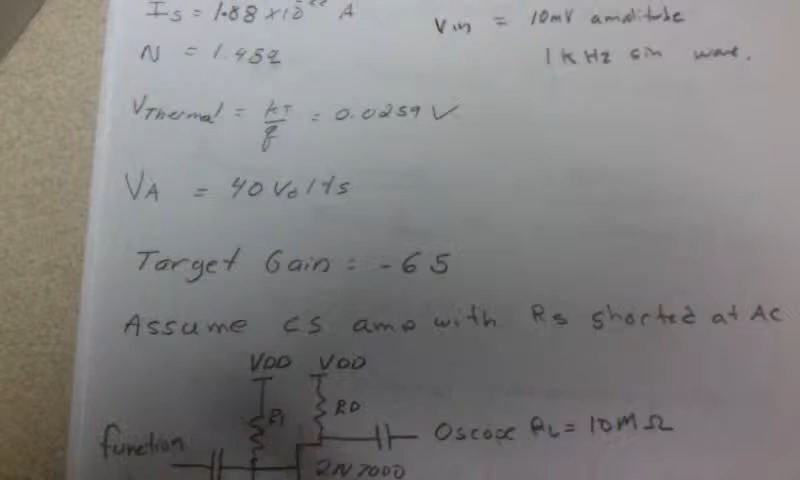 Is = 1.88 x 10 A
Vin = 10mV amplitude
N = 1.452
1 kHz sin wave.
VThermal = kT/q = 0.0259 V
VA = 40 Volts
Target Gain = -65
Assume CS amp with Rs shorted at AC
VDD VDD
R1
RD
function
Oscope RL = 10MΩ
2N7000